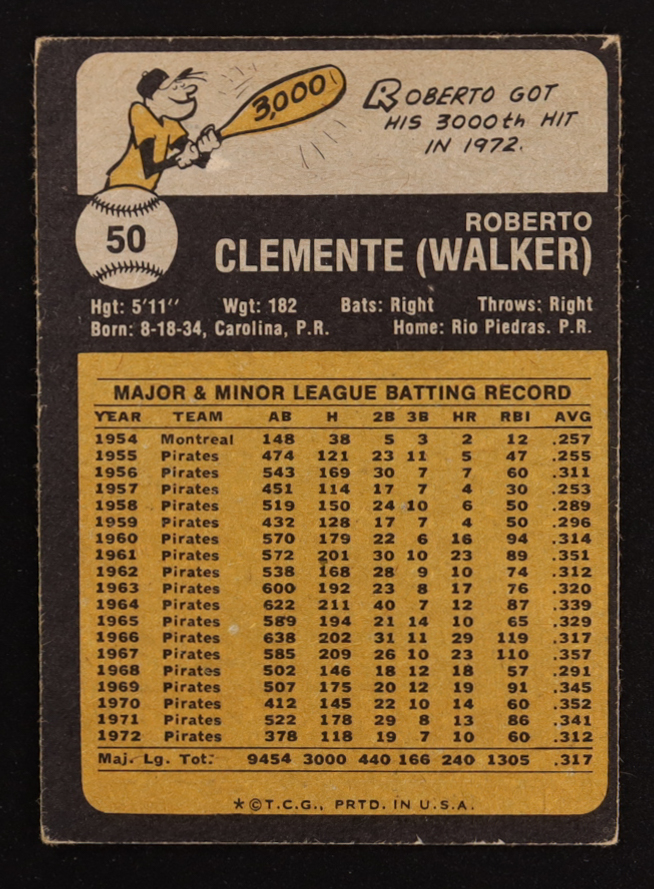 3,000
ROBERTO GOT
HIS 3000th HIT
IN 1972.
50
ROBERTO
CLEMENTE (WALKER)
Hgt: 5'11" Wgt: 182 Bats: Right Throws: Right
Born: 8-18-34, Carolina, P.R. Home: Rio Piedras. P.R.
MAJOR & MINOR LEAGUE BATTING RECORD
YEAR TEAM AB H 2B 3B HR RBI AVG
1954 Montreal 148 38 5 3 2 12 .257
1955 Pirates 474 121 23 11 5 47 .255
1956 Pirates 543 169 30 7 7 60 .311
1957 Pirates 451 114 17 7 4 30 .253
1958 Pirates 519 150 24 10 6 50 .289
1959 Pirates 432 128 17 7 4 50 .296
1960 Pirates 570 179 22 6 16 94 .314
1961 Pirates 572 201 30 10 23 89 .351
1962 Pirates 538 168 28 9 10 74 .312
1963 Pirates 600 192 23 8 17 76 .320
1964 Pirates 622 211 40 7 12 87 .339
1965 Pirates 589 194 21 14 10 65 .329
1966 Pirates 638 202 31 11 29 119 .317
1967 Pirates 585 209 26 10 23 110 .357
1968 Pirates 502 146 18 12 18 57 .291
1969 Pirates 507 175 20 12 19 91 .345
1970 Pirates 412 145 22 10 14 60 .352
1971 Pirates 522 178 29 8 13 86 .341
1972 Pirates 378 118 19 7 10 60 .312
Maj. Lg. Tot. 9454 3000 440 166 240 1305 .317
*©T.C.G., PRTD. IN U.S.A.